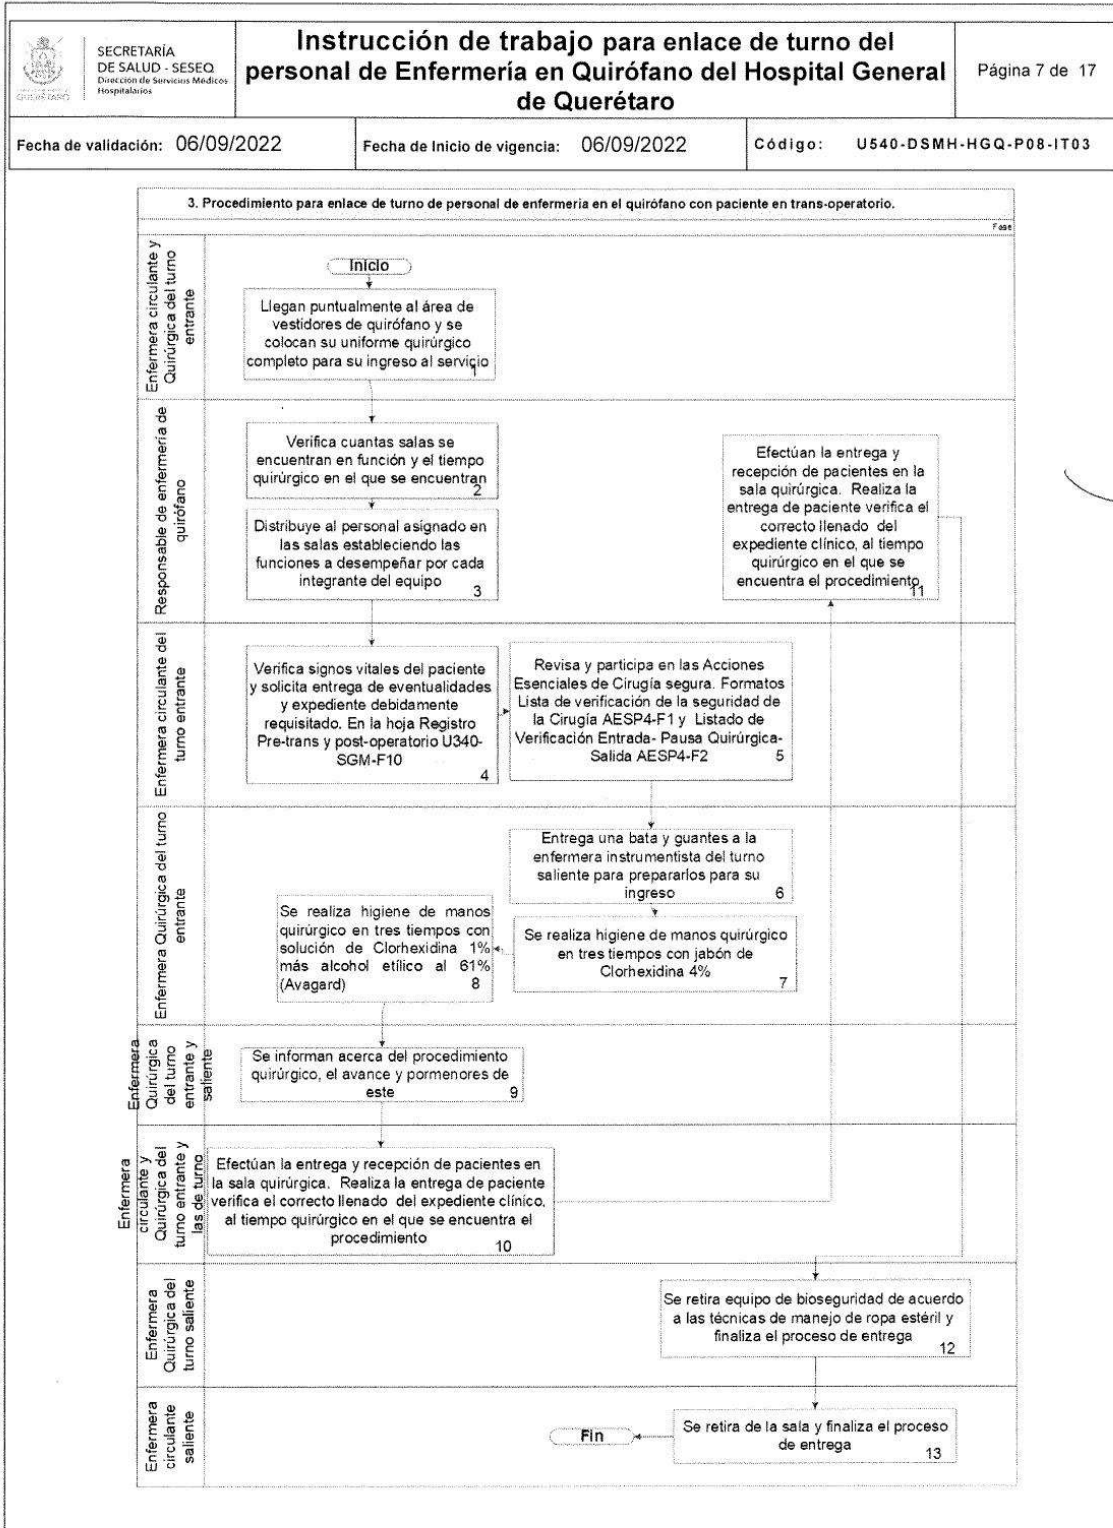 SECRETARÍA
DE SALUD - SESEQ
Dirección de Servicios Médicos
Hospitalarios
QUERÉTARO
Instrucción de trabajo para enlace de turno del
personal de Enfermería en Quirófano del Hospital General
de Querétaro
Página 7 de 17
Fecha de validación: 06/09/2022
Fecha de Inicio de vigencia: 06/09/2022
Código: U540-DSMH-HGQ-P08-IT03
3. Procedimiento para enlace de turno de personal de enfermería en el quirófano con paciente en trans-operatorio.
Fase
Enfermera circulante y
Quirúrgica del turno
entrante
Inicio
Llegan puntualmente al área de
vestidores de quirófano y se
colocan su uniforme quirúrgico
completo para su ingreso al servicio
1
Responsable de enfermería de
quirófano
Verifica cuantas salas se
encuentran en función y el tiempo
quirúrgico en el que se encuentran
2
Distribuye al personal asignado en
las salas estableciendo las
funciones a desempeñar por cada
integrante del equipo
3
Efectúan la entrega y
recepción de pacientes en la
sala quirúrgica. Realiza la
entrega de paciente verifica el
correcto llenado del
expediente clínico, al tiempo
quirúrgico en el que se
encuentra el procedimiento
11
Enfermera circulante del
turno entrante
Verifica signos vitales del paciente
y solicita entrega de eventualidades
y expediente debidamente
requisitado. En la hoja Registro
Pre-trans y post-operatorio U340-
SGM-F10
4
Revisa y participa en las Acciones
Esenciales de Cirugía segura. Formatos
Lista de verificación de la seguridad de
la Cirugía AESP4-F1 y Listado de
Verificación Entrada- Pausa Quirúrgica-
Salida AESP4-F2
5
Enfermera Quirúrgica del turno
entrante
Entrega una bata y guantes a la
enfermera instrumentista del turno
saliente para prepararlos para su
ingreso
6
Se realiza higiene de manos quirúrgico
en tres tiempos con jabón de
Clorhexidina 4%
7
Se realiza higiene de manos
quirúrgico en tres tiempos con
solución de Clorhexidina 1%
más alcohol etílico al 61%
(Avagard)
8
Enfermera
Quirúrgica
del turno
entrante y
saliente
Se informan acerca del procedimiento
quirúrgico, el avance y pormenores de
este
9
Enfermera
circulante y
Quirúrgica del
turno entrante y
las de turno
Efectúan la entrega y recepción de pacientes en
la sala quirúrgica. Realiza la entrega de paciente
verifica el correcto llenado del expediente clínico,
al tiempo quirúrgico en el que se encuentra el
procedimiento
10
Enfermera
Quirúrgica del
turno saliente
Se retira equipo de bioseguridad de acuerdo
a las técnicas de manejo de ropa estéril y
finaliza el proceso de entrega
12
Enfermera
circulante
saliente
Se retira de la sala y finaliza el proceso
de entrega
13
Fin